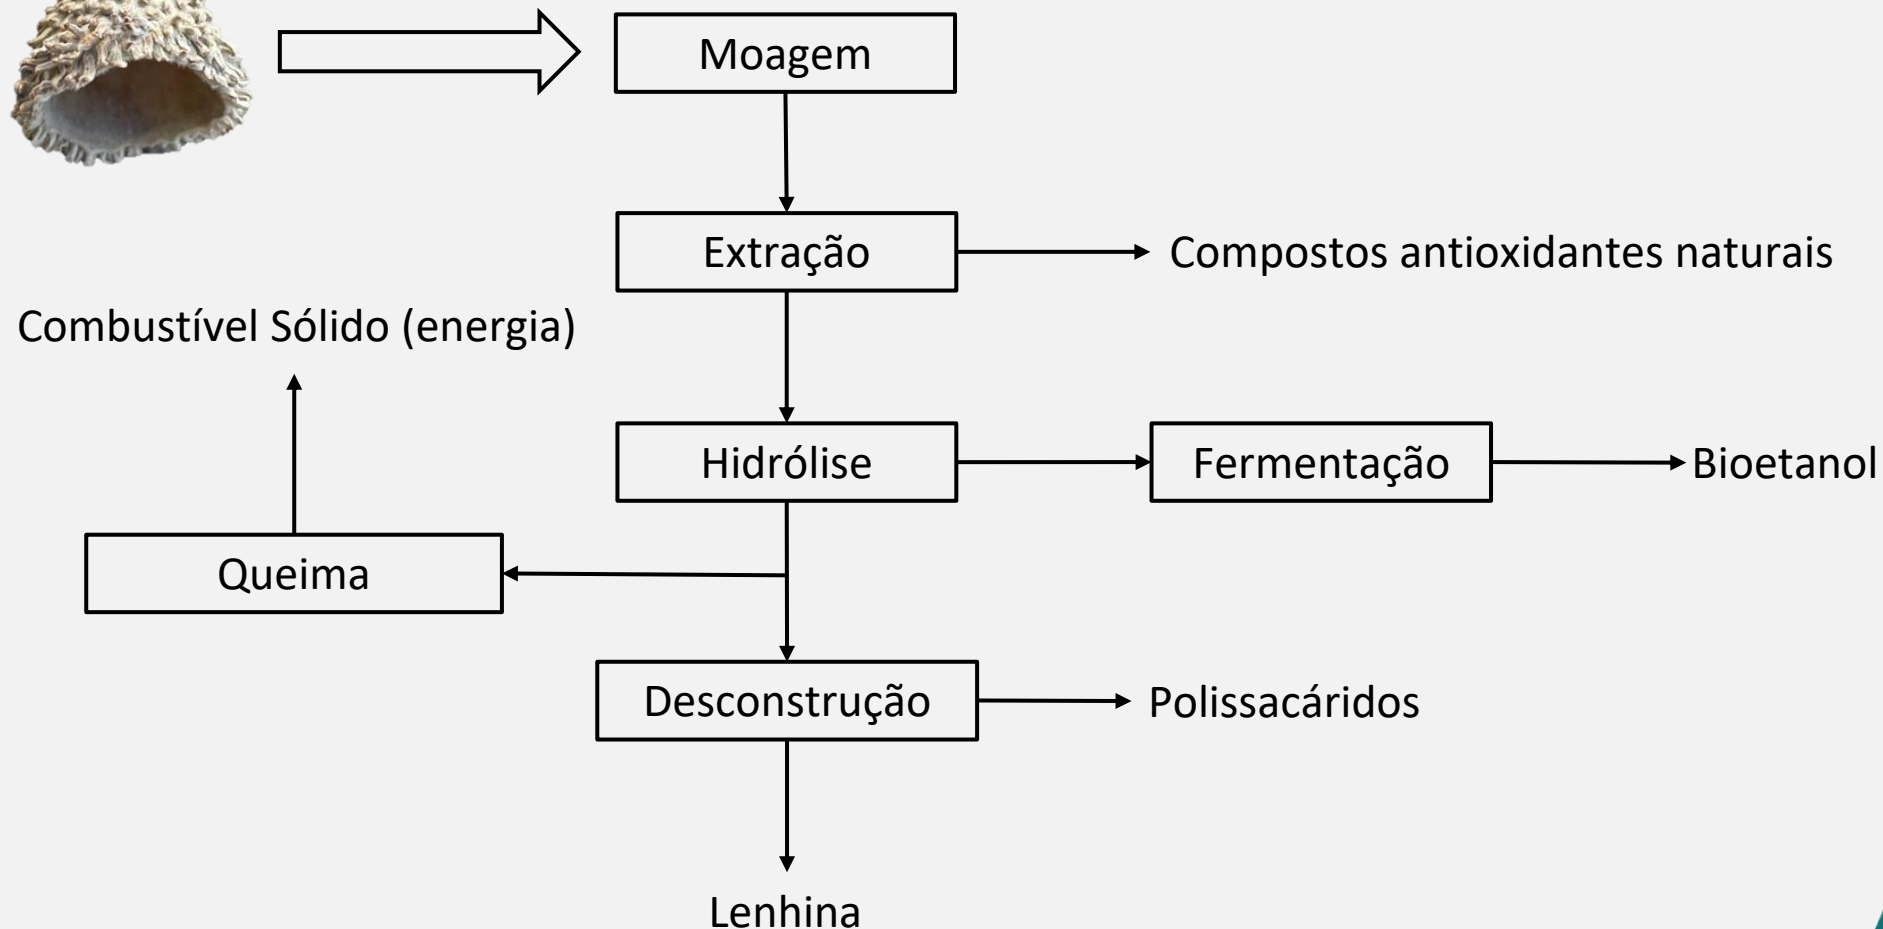 Moagem
Extração
Compostos antioxidantes naturais
Combustível Sólido (energia)
Hidrólise
Fermentação
Bioetanol
Queima
Desconstrução
Polissacáridos
Lenhina